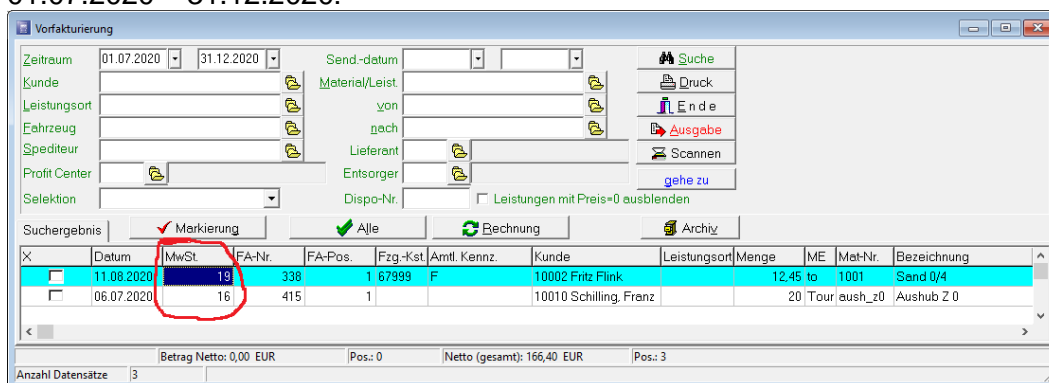 01.07.2020 – 31.12.2020.
Vorfakturierung
Zeitraum 01.07.2020 31.12.2020 Send.-datum Suche
Kunde Material/Leist. Druck
Leistungsort von E n d e
Fahrzeug nach Ausgabe
Spediteur Lieferant Scannen
Profit Center Entsorger gehe zu
Selektion Dispo-Nr. Leistungen mit Preis=0 ausblenden
Suchergebnis Markierung Alle Rechnung Archiv
X Datum MwSt. FA-Nr. FA-Pos. Fzg.-Kst. Amtl. Kennz. Kunde Leistungsort Menge ME Mat-Nr. Bezeichnung
11.08.2020 19 338 1 67999 F 10002 Fritz Flink 12,45 to 1001 Sand 0/4
06.07.2020 16 415 1 10010 Schilling, Franz 20 Tour aush_z0 Aushub Z 0
Betrag Netto: 0,00 EUR Pos.: 0 Netto (gesamt): 166,40 EUR Pos.: 3
Anzahl Datensätze 3